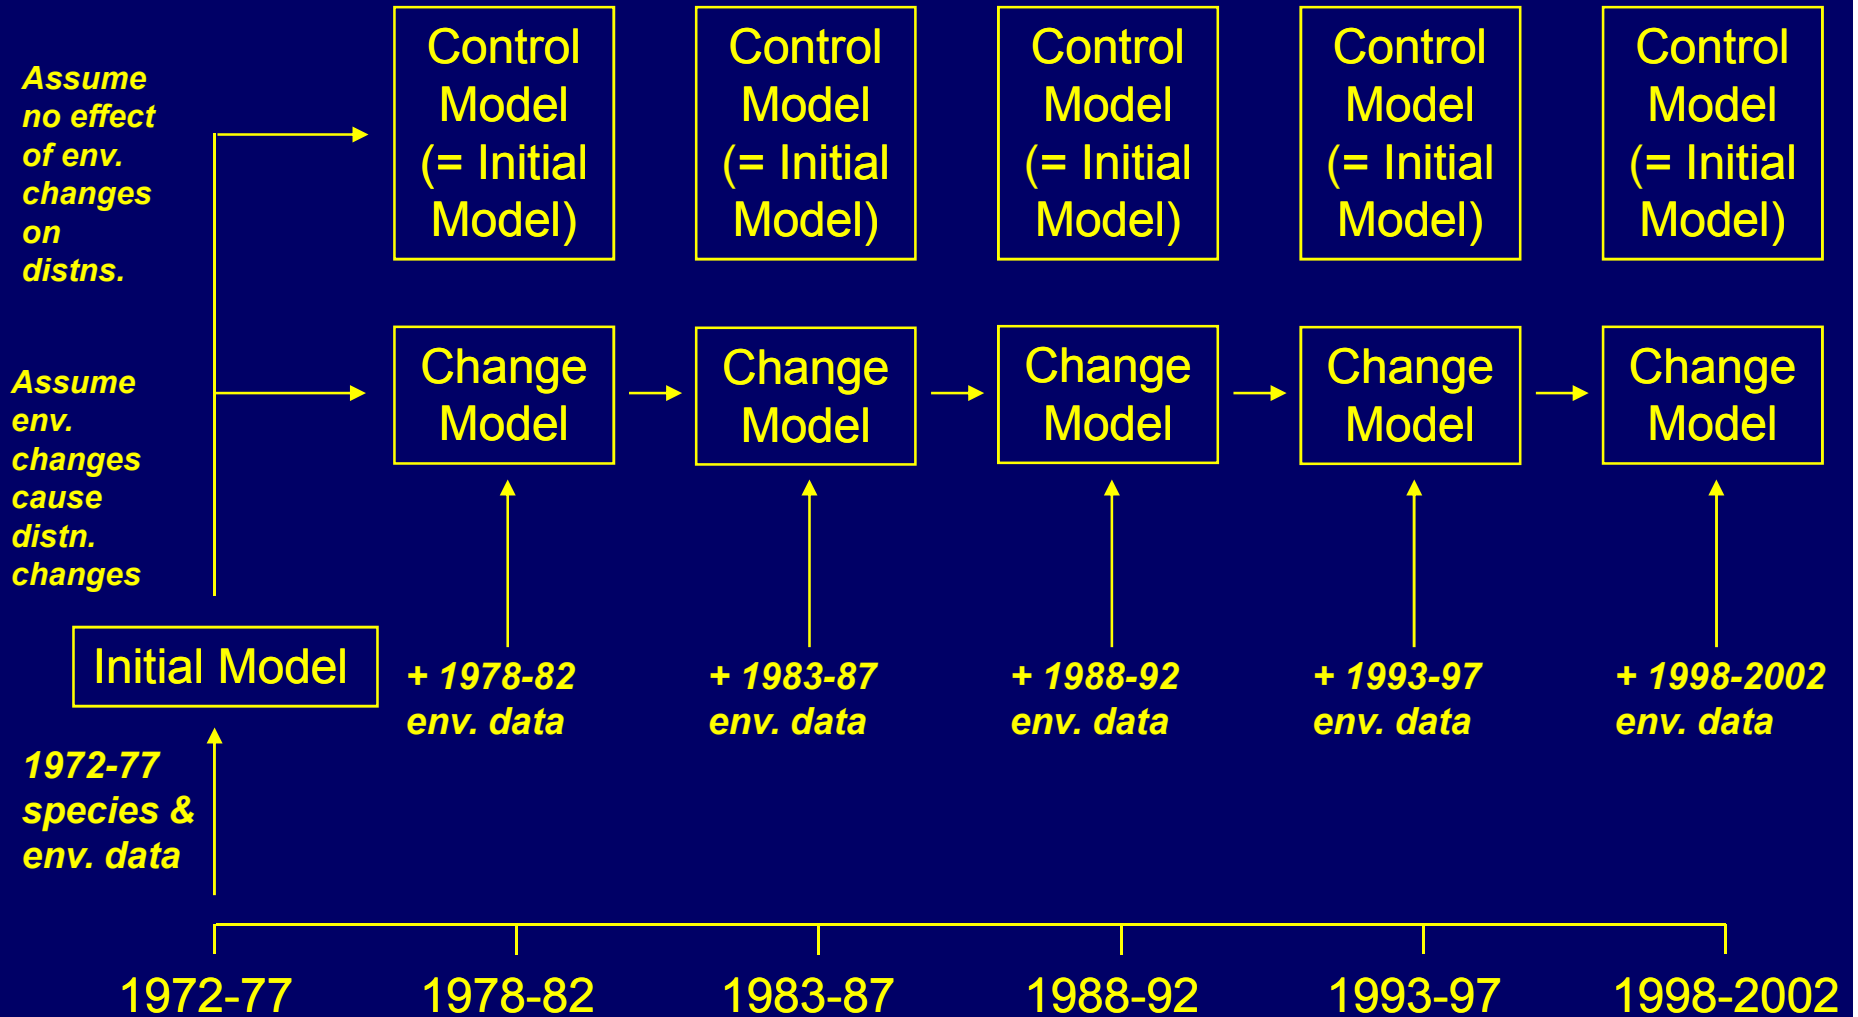 Assume
no effect
of env.
changes
on
distns.
Control
Model
(= Initial
Model)
Control
Model
(= Initial
Model)
Control
Model
(= Initial
Model)
Control
Model
(= Initial
Model)
Control
Model
(= Initial
Model)
Assume
env.
changes
cause
distn.
changes
Change
Model
Change
Model
Change
Model
Change
Model
Change
Model
Initial Model
+ 1978-82
env. data
+ 1983-87
env. data
+ 1988-92
env. data
+ 1993-97
env. data
+ 1998-2002
env. data
1972-77
species &
env. data
1972-77
1978-82
1983-87
1988-92
1993-97
1998-2002